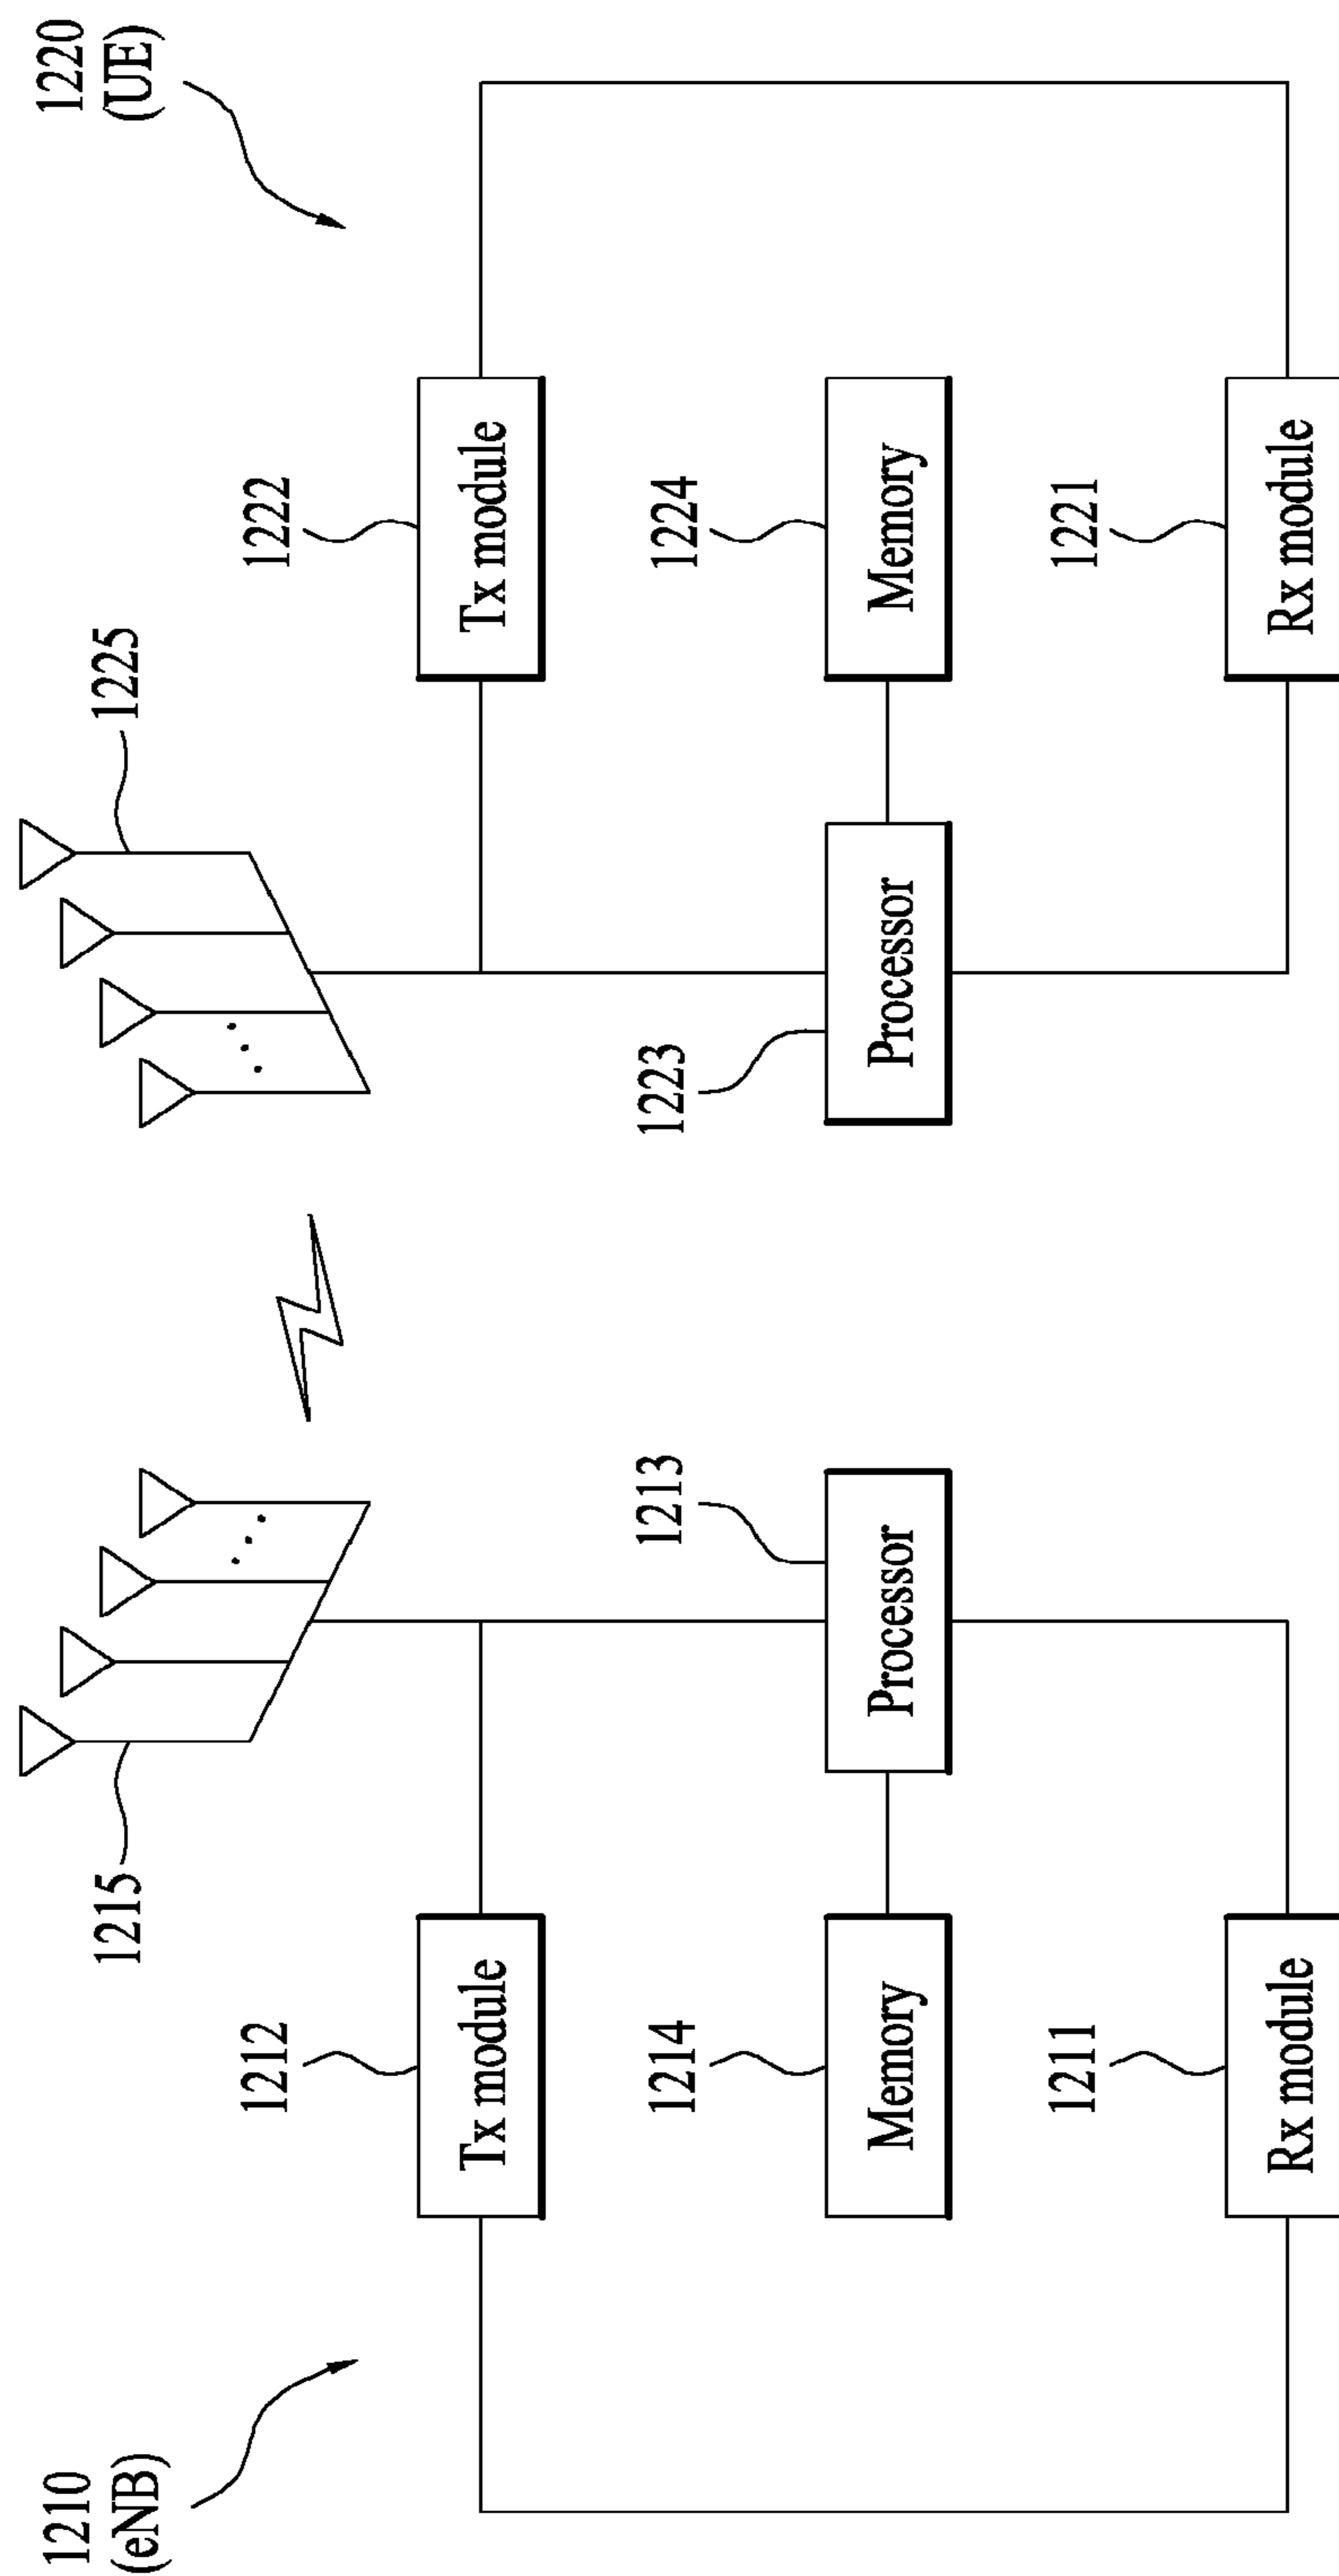 1210
(eNB)
1220
(UE)
1215
1225
1212
Tx module
1222
Tx module
1214
Memory
1213
Processor
1223
Processor
1224
Memory
1211
Rx module
1221
Rx module